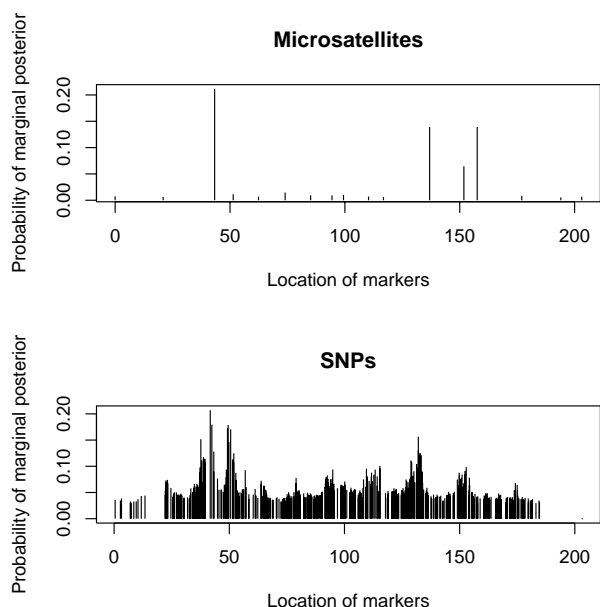 Microsatellites
Probability of marginal posterior
0.00 0.10 0.20
0 50 100 150 200
Location of markers
SNPs
Probability of marginal posterior
0.00 0.10 0.20
0 50 100 150 200
Location of markers